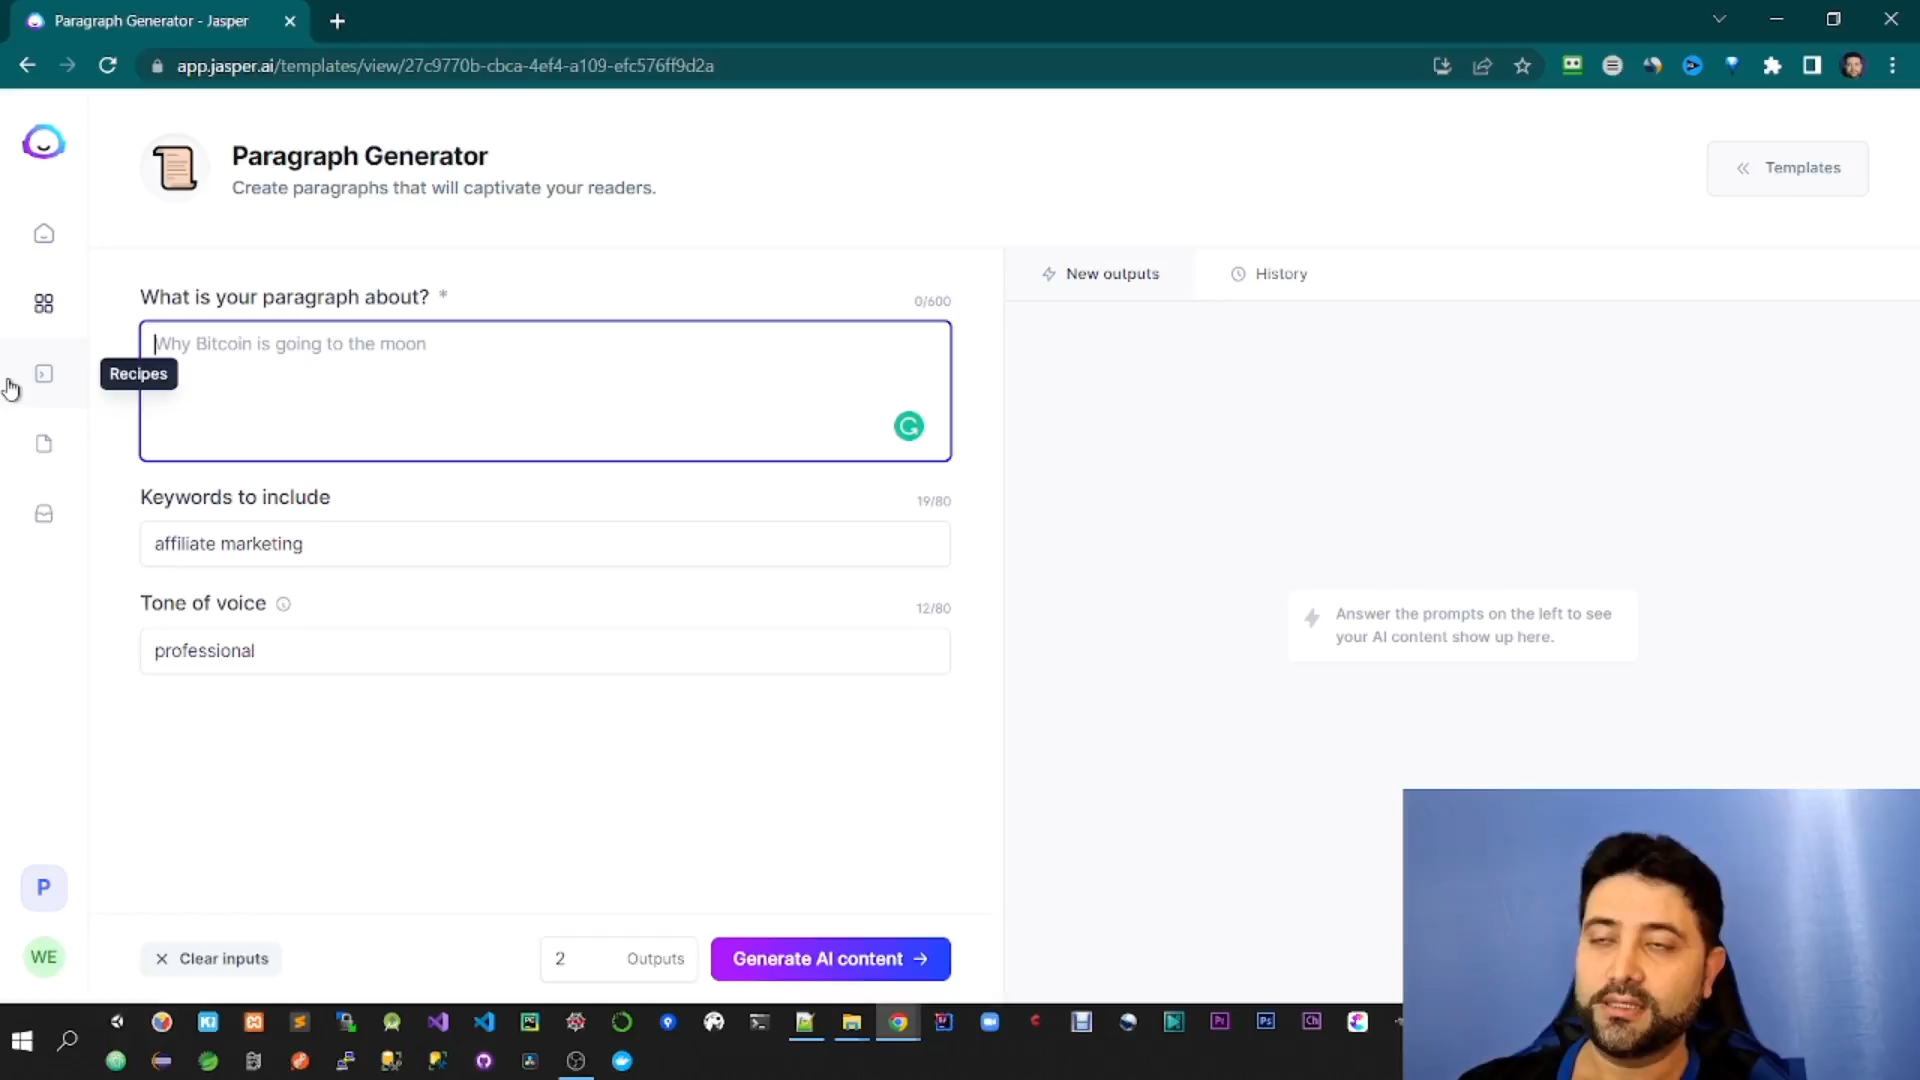 Paragraph Generator - Jasper
app.jasper.ai/templates/view/27c9770b-cbca-4ef4-a109-efc576ff9d2a
Paragraph Generator
Create paragraphs that will captivate your readers.
Templates
What is your paragraph about? *
0/600
Why Bitcoin is going to the moon
Recipes
New outputs
History
Keywords to include
19/80
affiliate marketing
Tone of voice
12/80
professional
Answer the prompts on the left to see
your AI content show up here.
P
WE
Clear inputs
2 Outputs
Generate AI content